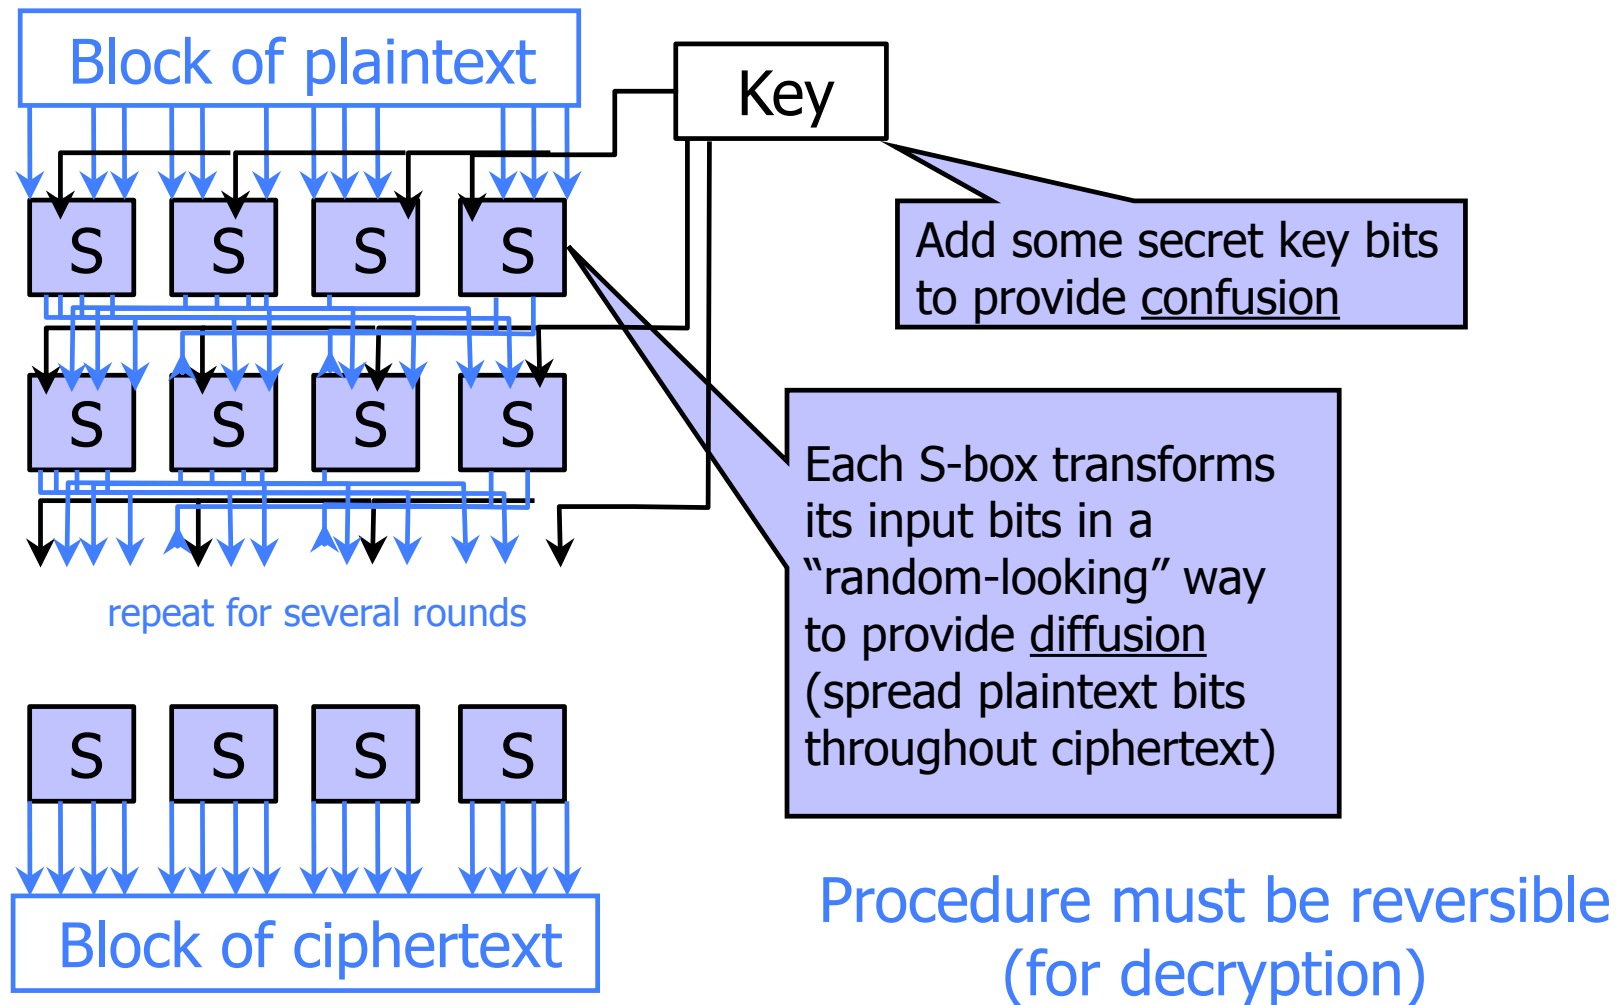 Block of plaintext
Key
S S S S
Add some secret key bits
to provide confusion
S S S S
Each S-box transforms
its input bits in a
“random-looking” way
to provide diffusion
(spread plaintext bits
throughout ciphertext)
repeat for several rounds
S S S S
Block of ciphertext
Procedure must be reversible
(for decryption)